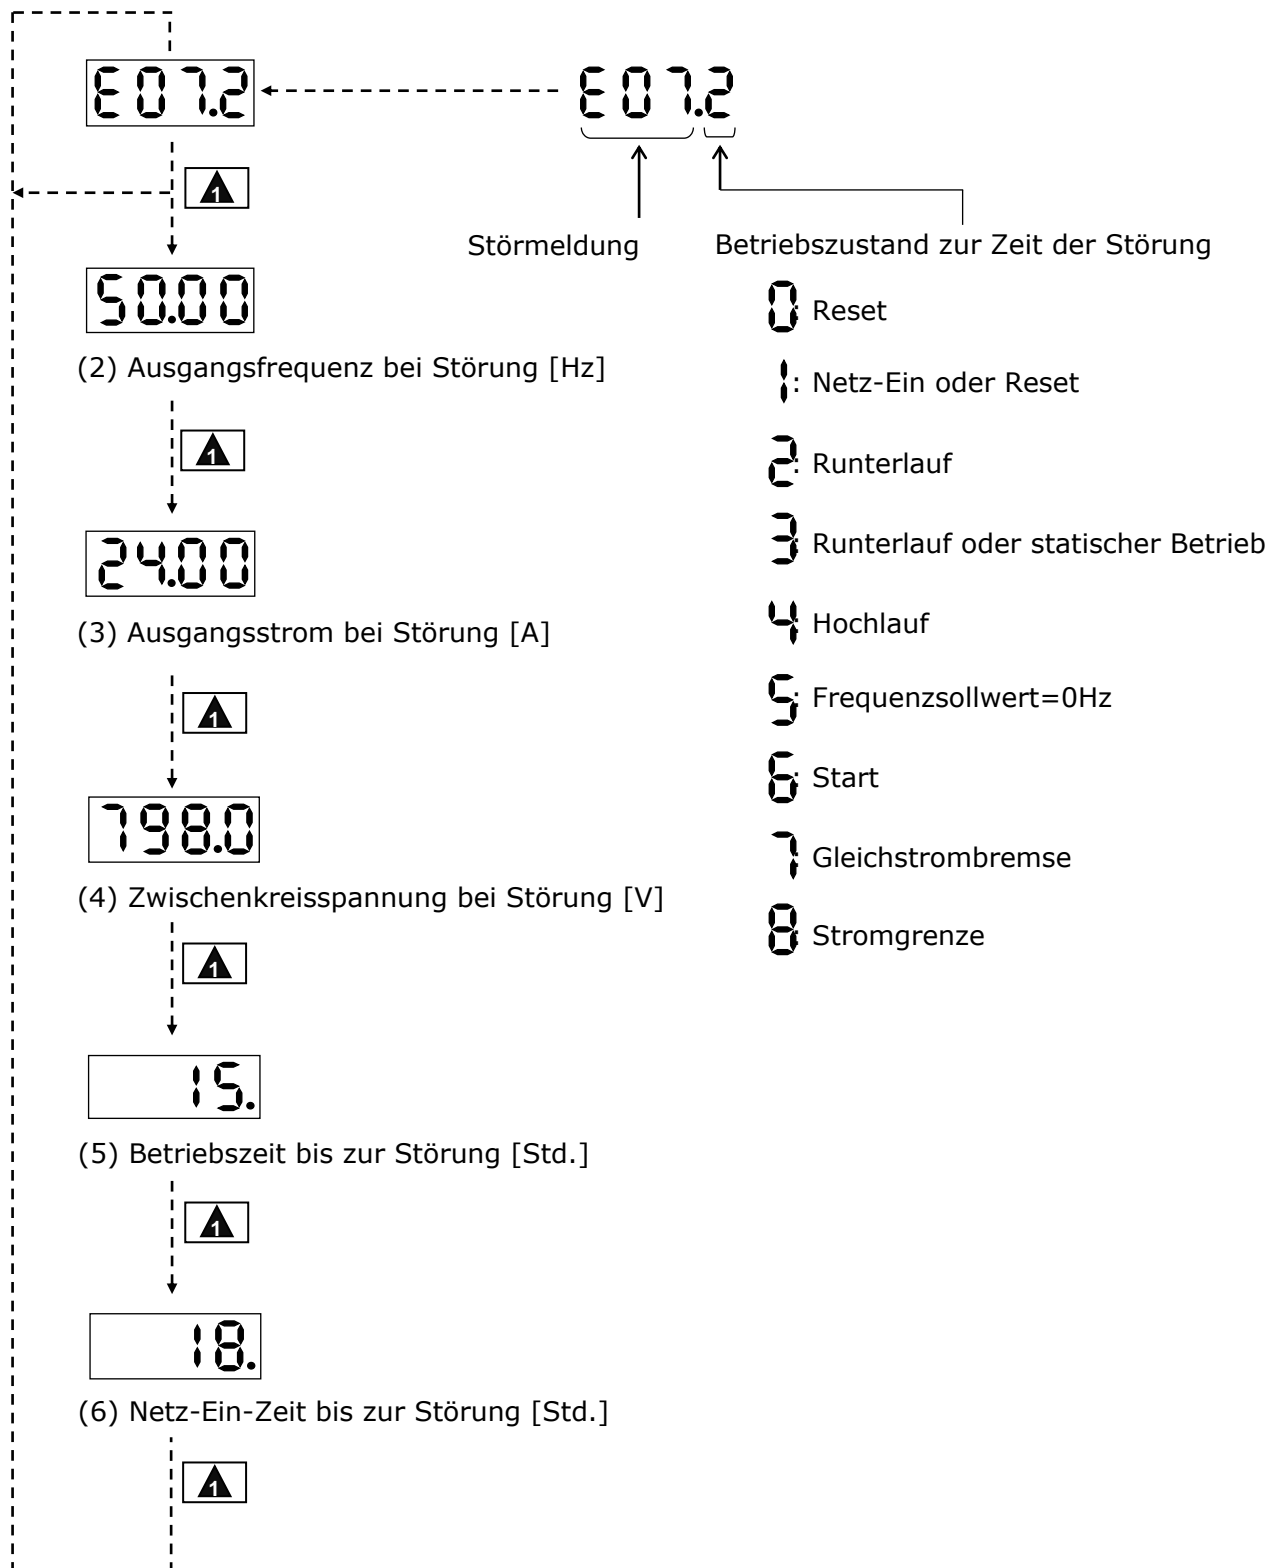 E07.2
E07.2
1
Störmeldung
Betriebszustand zur Zeit der Störung
50.00
(2) Ausgangsfrequenz bei Störung [Hz]
1
24.00
(3) Ausgangsstrom bei Störung [A]
1
798.0
(4) Zwischenkreisspannung bei Störung [V]
1
15.
(5) Betriebszeit bis zur Störung [Std.]
1
18.
(6) Netz-Ein-Zeit bis zur Störung [Std.]
1
0: Reset
1: Netz-Ein oder Reset
2: Runterlauf
3: Runterlauf oder statischer Betrieb
4: Hochlauf
5: Frequenzsollwert=0Hz
6: Start
7: Gleichstrombremse
8: Stromgrenze